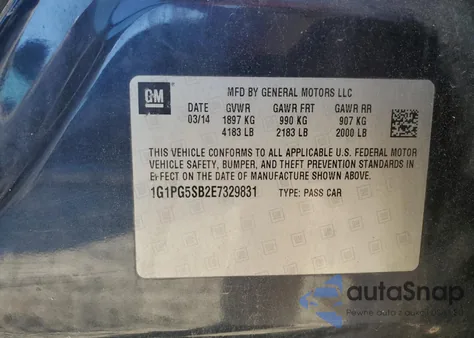 GM
MFD BY GENERAL MOTORS LLC
DATE GVWR GAWR FRT GAWR RR
03/14 1897 KG 990 KG 907 KG
4183 LB 2183 LB 2000 LB
THIS VEHICLE CONFORMS TO ALL APPLICABLE U.S. FEDERAL MOTOR
VEHICLE SAFETY, BUMPER, AND THEFT PREVENTION STANDARDS IN
EFFECT ON THE DATE OF MANUFACTURE SHOWN ABOVE.
1G1PG5SB2E7329831 TYPE: PASS CAR
autoSnap